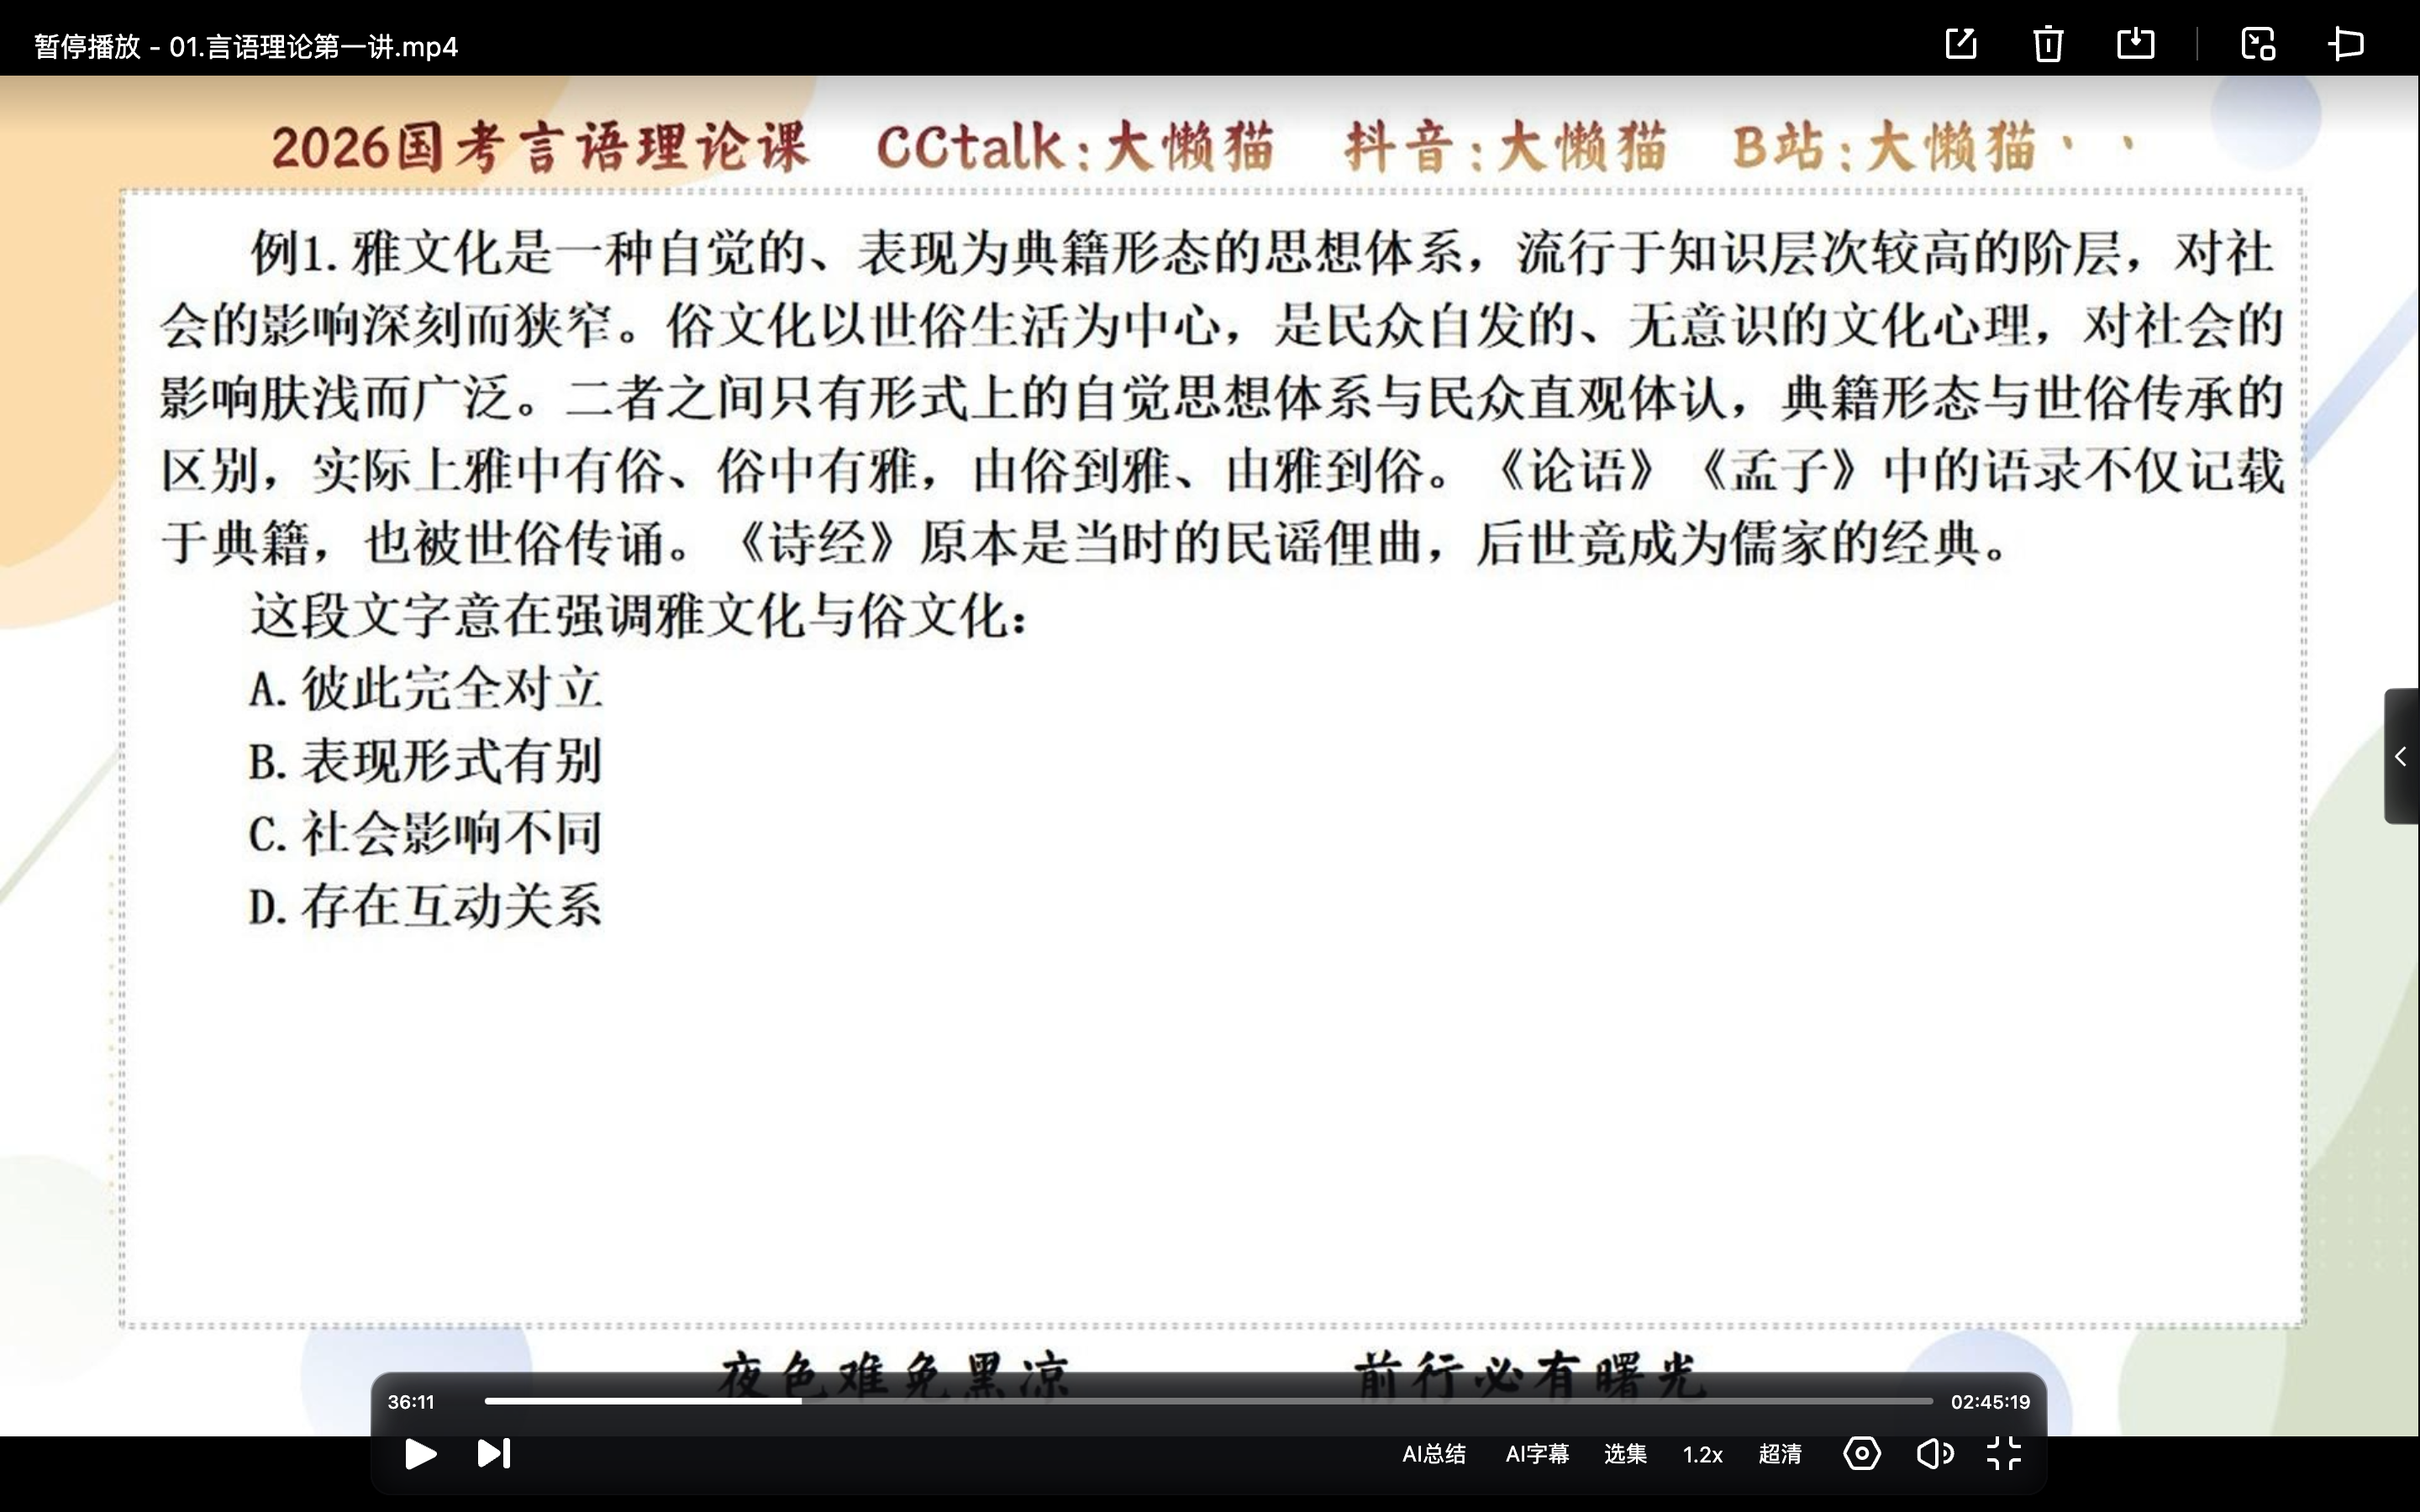 暂停播放 - 01.言语理论第一讲.mp4
2026国考言语理论课 CCtalk:大懒猫 抖音:大懒猫 B站:大懒猫丶丶
例1. 雅文化是一种自觉的、表现为典籍形态的思想体系，流行于知识层次较高的阶层，对社
会的影响深刻而狭窄。俗文化以世俗生活为中心，是民众自发的、无意识的文化心理，对社会的
影响肤浅而广泛。二者之间只有形式上的自觉思想体系与民众直观体认，典籍形态与世俗传承的
区别，实际上雅中有俗、俗中有雅，由俗到雅、由雅到俗。《论语》《孟子》中的语录不仅记载
于典籍，也被世俗传诵。《诗经》原本是当时的民谣俚曲，后世竟成为儒家的经典。
这段文字意在强调雅文化与俗文化：
A. 彼此完全对立
B. 表现形式有别
C. 社会影响不同
D. 存在互动关系
夜色难免黑凉 前行必有曙光
36:11 02:45:19
AI总结 AI字幕 选集 1.2x 超清